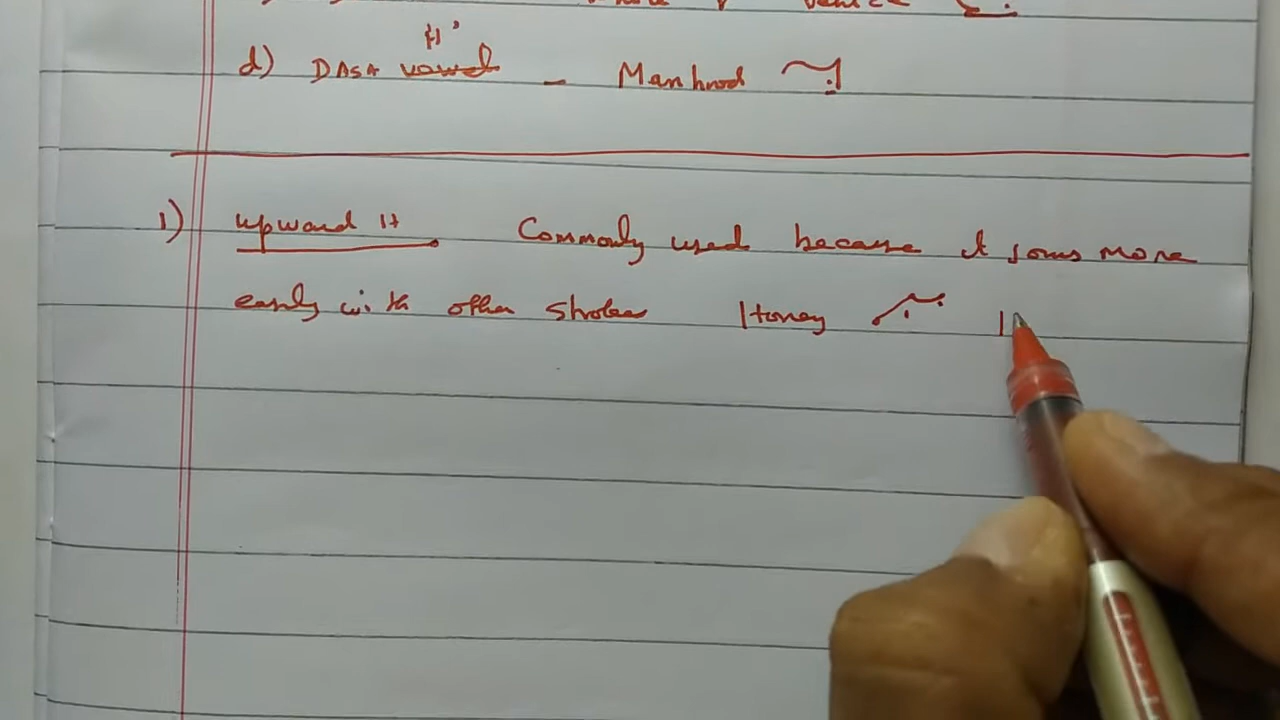 d) DASA vowel H' - Manhood
1) upward H Commonly used because it joins more
easily with other strokes Honey